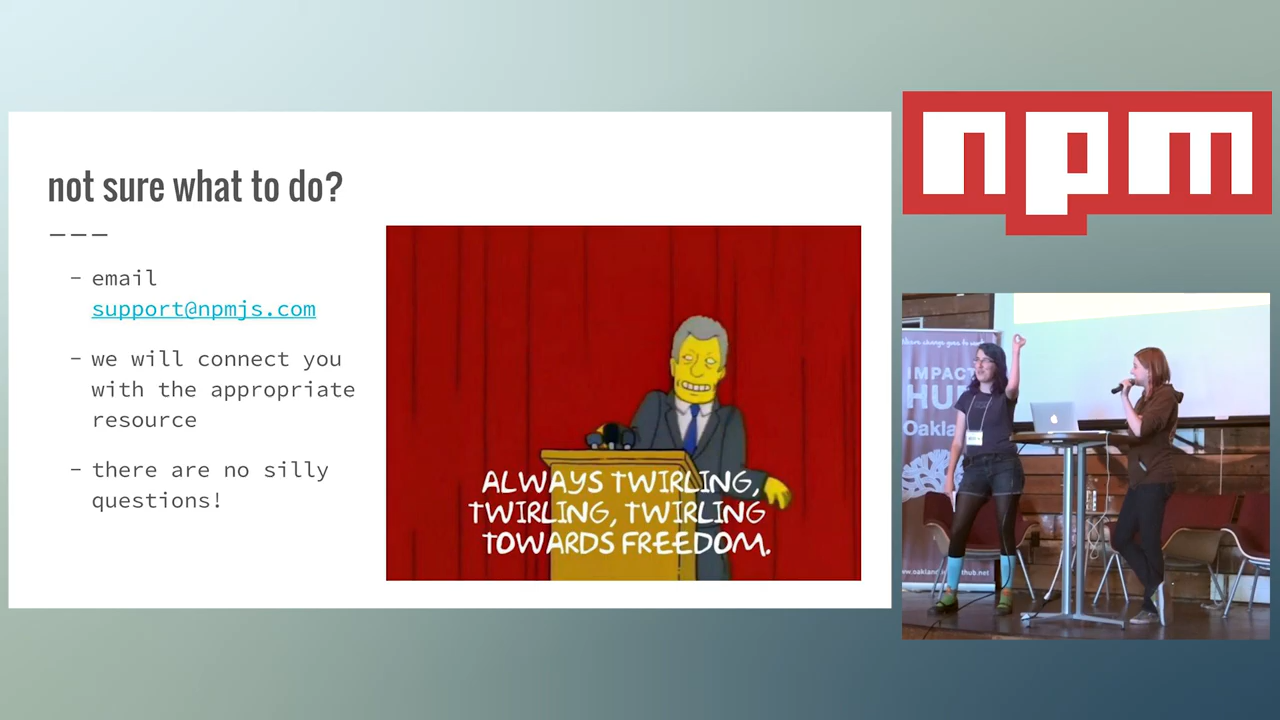 not sure what to do?
– email
support@npmjs.com
– we will connect you
with the appropriate
resource
– there are no silly
questions!
ALWAYS TWIRLING,
TWIRLING, TWIRLING
TOWARDS FREEDOM.
npm
IMPACT
HUB
Oakland